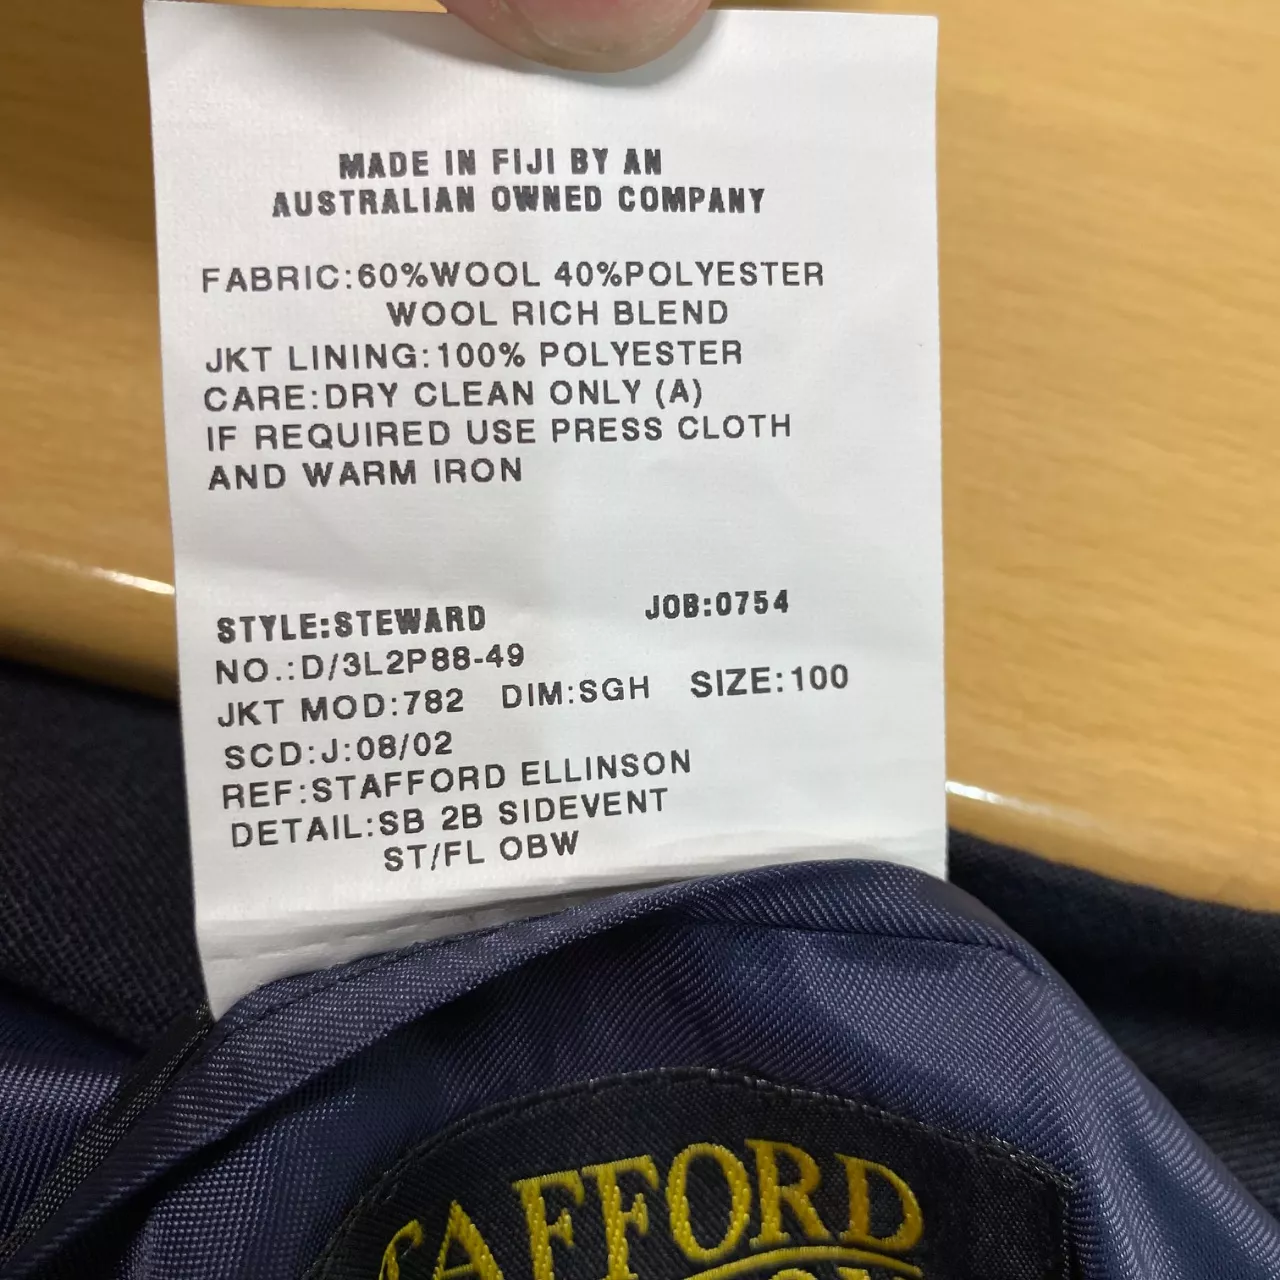 MADE IN FIJI BY AN
AUSTRALIAN OWNED COMPANY
FABRIC:60%WOOL 40%POLYESTER
WOOL RICH BLEND
JKT LINING:100% POLYESTER
CARE:DRY CLEAN ONLY (A)
IF REQUIRED USE PRESS CLOTH
AND WARM IRON
STYLE:STEWARD JOB:0754
NO.:D/3L2P88-49
JKT MOD:782 DIM:SGH SIZE:100
SCD:J:08/02
REF:STAFFORD ELLINSON
DETAIL:SB 2B SIDEVENT
ST/FL OBW
STAFFORD